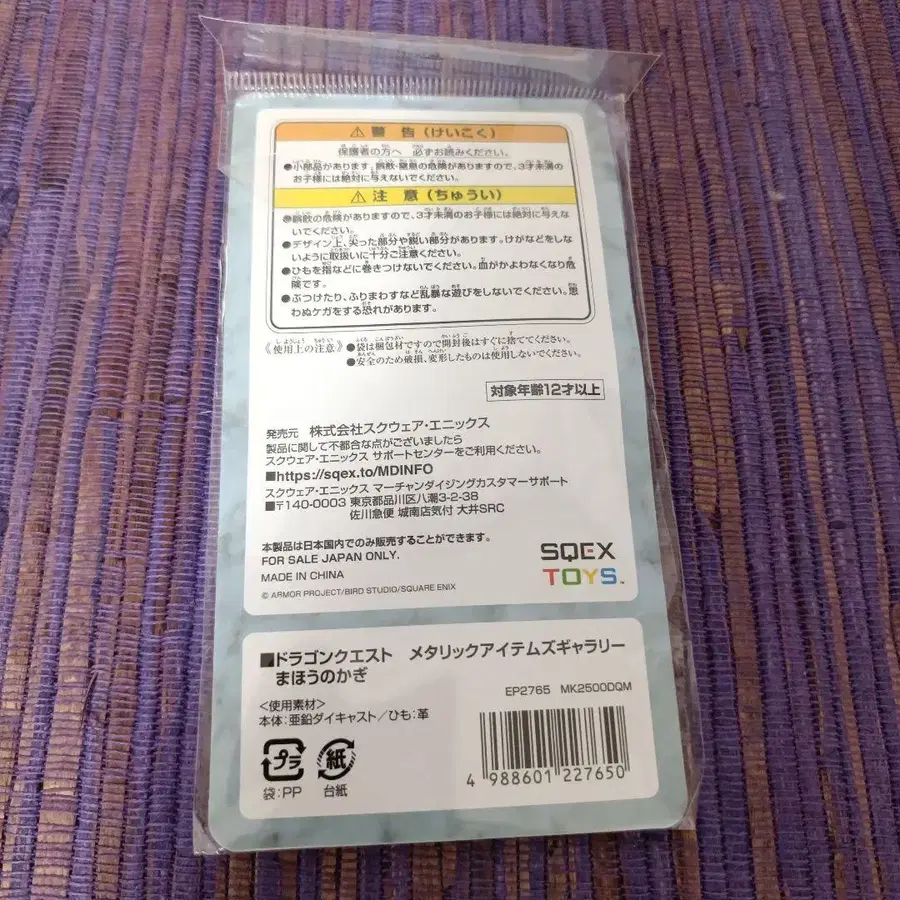 ⚠警 告(けいこく)
保護者の方へ 必ずお読みください。
●小部品があります。誤飲・窒息の危険がありますので、3才未満の
お子様には絶対に与えないでください。
⚠注 意(ちゅうい)
●誤飲の危険がありますので、3才未満のお子様には絶対に与えな
いでください。
●デザイン上、尖った部分や鋭い部分があります。けがなどをしな
いように取扱いに十分ご注意ください。
●ひもを指などに巻きつけないでください。血がかよわなくなり危
険です。
●ぶつけたり、ふりまわすなど乱暴な遊びをしないでください。思
わぬケガをする恐れがあります。
《使用上の注意》●袋は梱包材ですので開封後はすぐに捨ててください。
●安全のため破損、変形したものは使用しないでください。
対象年齢12才以上
発売元 株式会社スクウェア・エニックス
製品に関して不都合な点がございましたら
スクウェア・エニックス サポートセンターをご利用ください。
■https://sqex.to/MDINFO
スクウェア・エニックス マーチャンダイジングカスタマーサポート
■〒140-0003 東京都品川区八潮3-2-38
佐川急便 城南店気付 大井SRC
本製品は日本国内でのみ販売することができます。
FOR SALE JAPAN ONLY.
MADE IN CHINA
© ARMOR PROJECT/BIRD STUDIO/SQUARE ENIX
SQEX
TOYS™
■ドラゴンクエスト メタリックアイテムズギャラリー
まほうのかぎ
EP2765 MK2500DQM
<使用素材>
本体:亜鉛ダイキャスト/ひも:革
プラ
紙
袋:PP
台紙
4 988601 227650